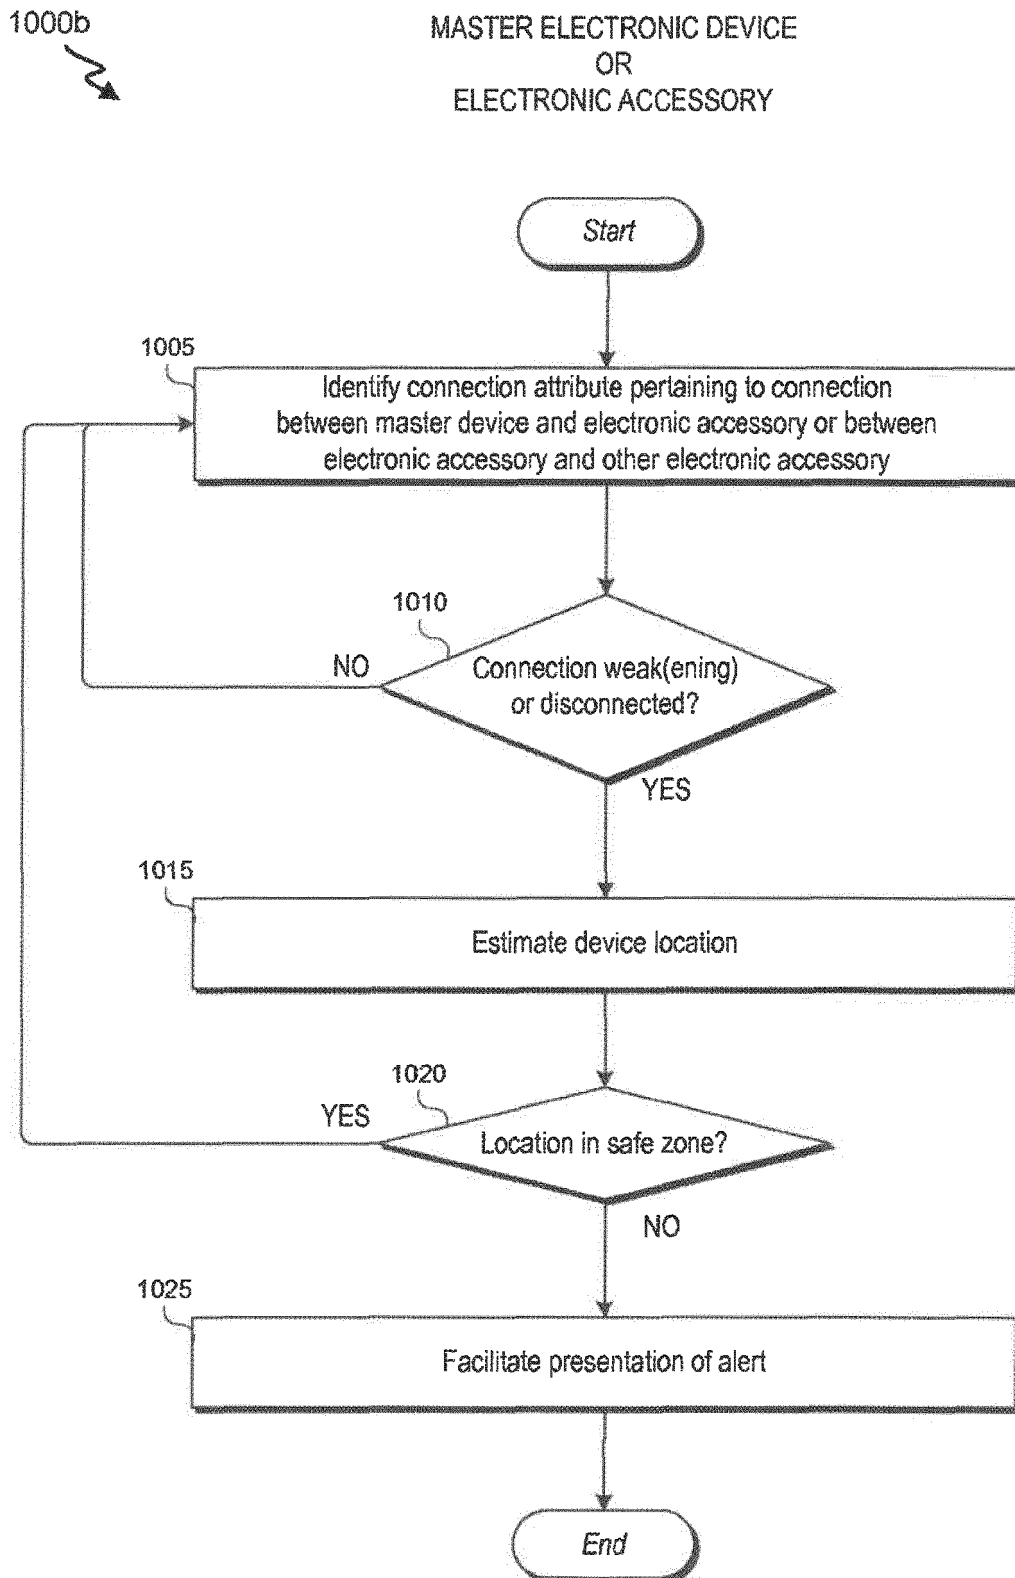 1000b
MASTER ELECTRONIC DEVICE
OR
ELECTRONIC ACCESSORY
Start
1005
Identify connection attribute pertaining to connection
between master device and electronic accessory or between
electronic accessory and other electronic accessory
1010
NO
Connection weak(ening)
or disconnected?
YES
1015
Estimate device location
1020
YES
Location in safe zone?
NO
1025
Facilitate presentation of alert
End